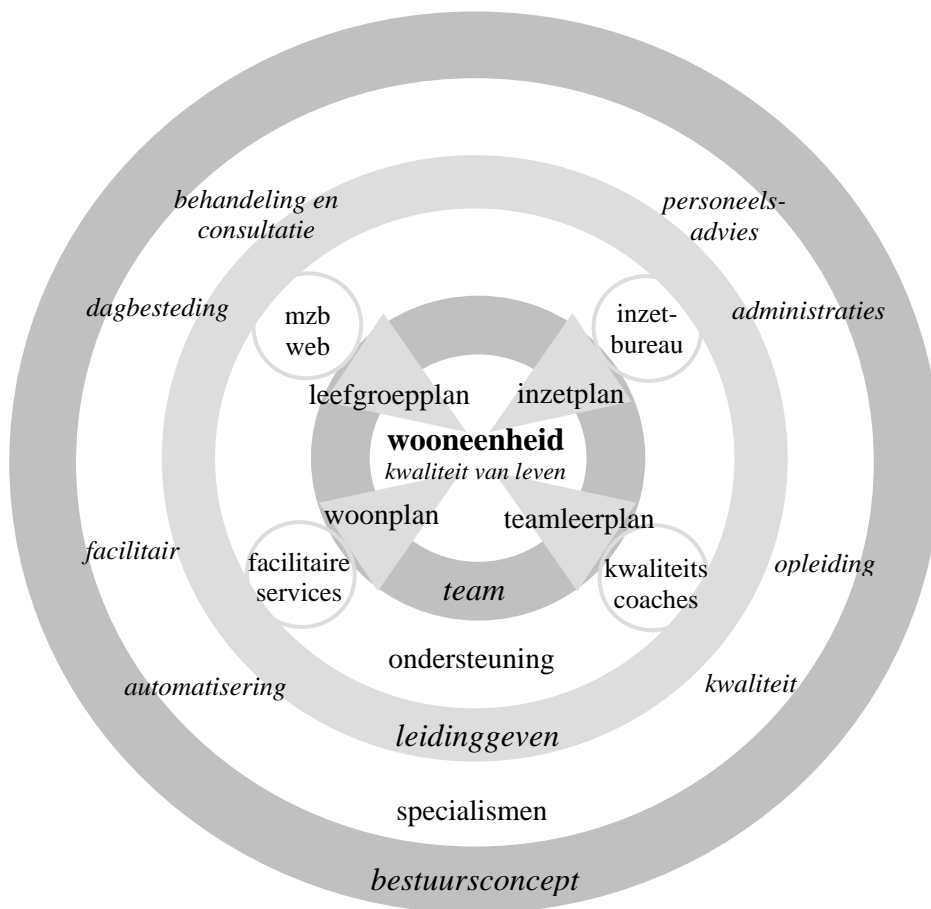 behandeling en
consultatie
personeels-
advies
dagbesteding
administraties
mzb
web
inzet-
bureau
leefgroepplan
inzetplan
wooneenheid
kwaliteit van leven
woonplan
teamleerplan
facilitair
facilitaire
services
kwaliteits
coaches
opleiding
team
ondersteuning
automatisering
kwaliteit
leidinggeven
specialismen
bestuursconcept